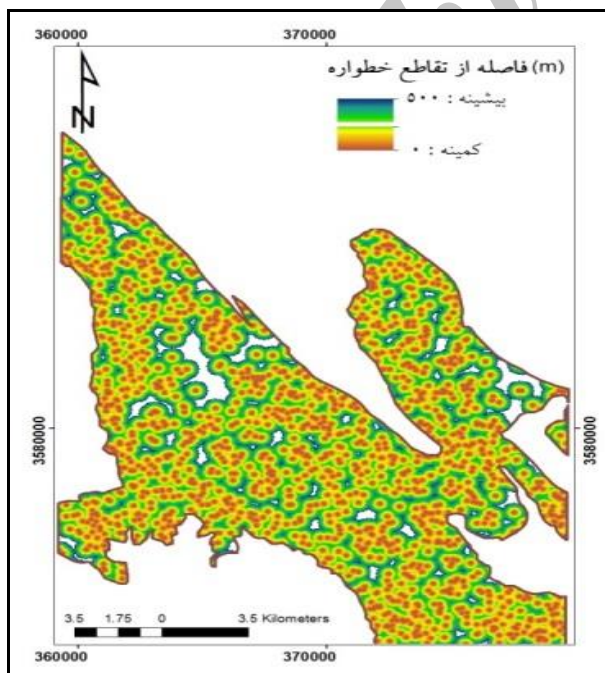 360000 370000
فاصله از تقاطع خطواره (m)
بیشینه : ۵۰۰
کمینه : ۰
N
3580000 3580000
3.5 1.75 0 3.5 Kilometers
360000 370000